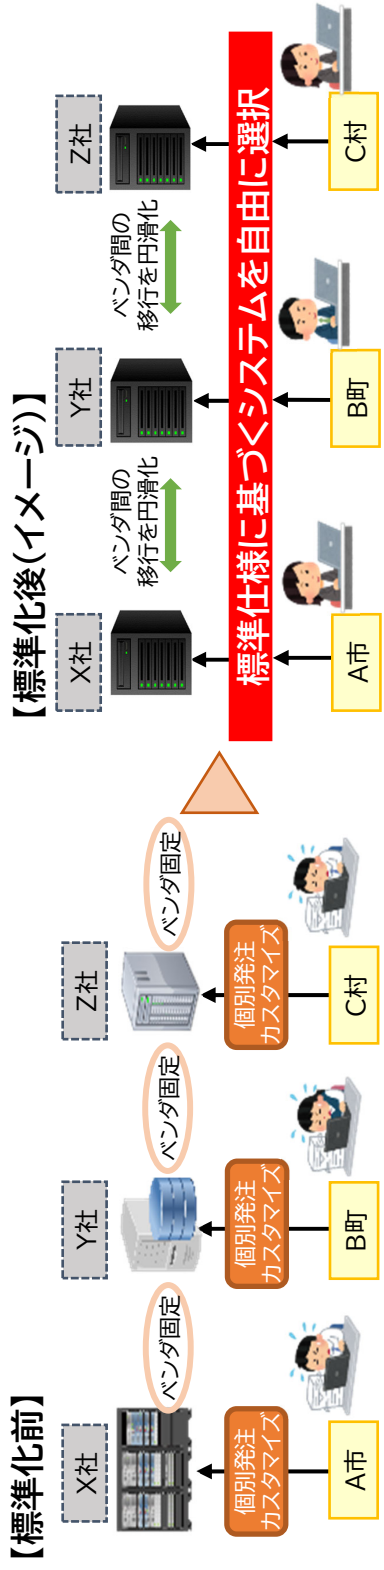 【標準化前】
X社
Y社
Z社
ベンダ固定
ベンダ固定
ベンダ固定
個別発注
カスタマイズ
個別発注
カスタマイズ
個別発注
カスタマイズ
A市
B町
C村
【標準化後(イメージ)】
X社
Y社
Z社
ベンダ間の
移行を円滑化
ベンダ間の
移行を円滑化
標準仕様に基づくシステムを自由に選択
A市
B町
C村